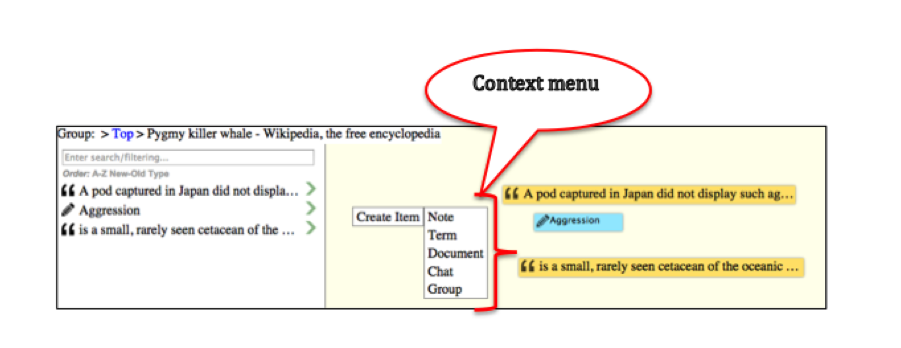 Context menu
Group: > Top > Pygmy killer whale - Wikipedia, the free encyclopedia
Enter search/filtering...
Order: A-Z New-Old Type
A pod captured in Japan did not displa...
Aggression
is a small, rarely seen cetacean of the ...
Create Item
Note
Term
Document
Chat
Group
A pod captured in Japan did not display such ag...
Aggression
is a small, rarely seen cetacean of the oceanic ...